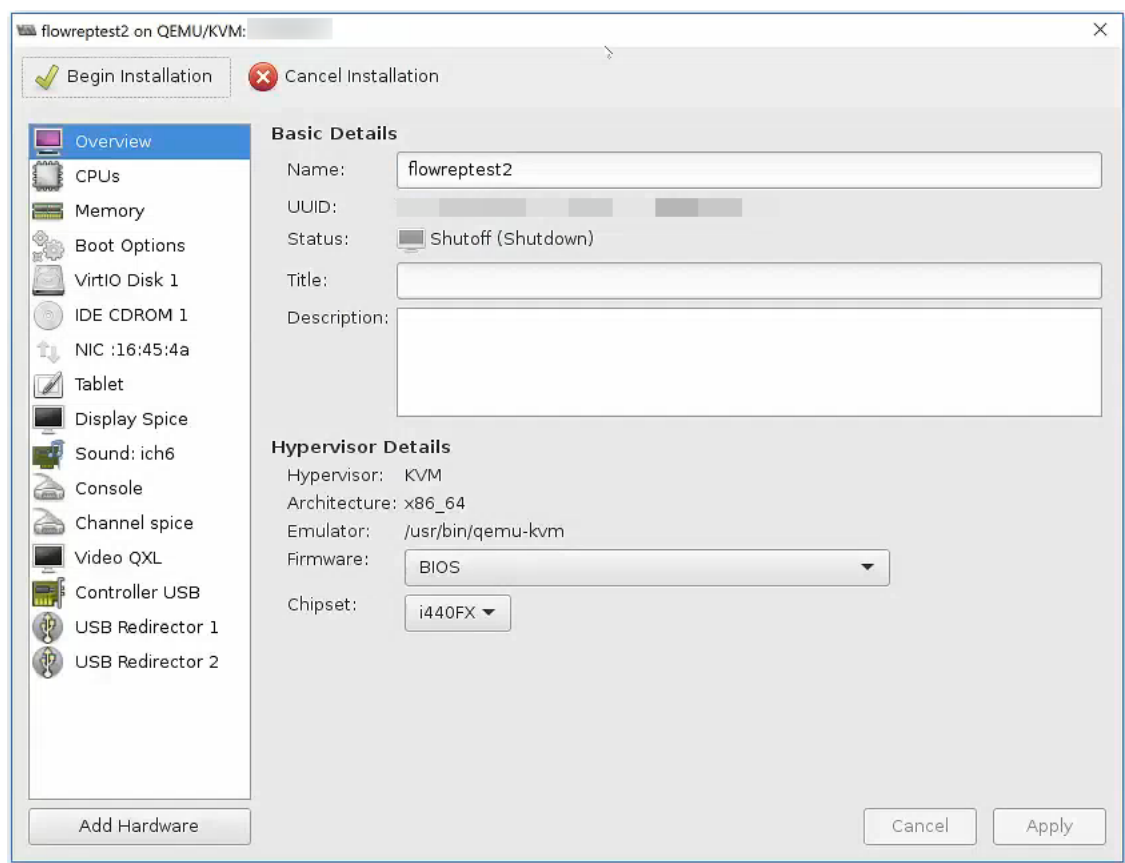 flowreptest2 on QEMU/KVM:
Begin Installation
Cancel Installation
Overview
CPUs
Memory
Boot Options
VirtIO Disk 1
IDE CDROM 1
NIC :16:45:4a
Tablet
Display Spice
Sound: ich6
Console
Channel spice
Video QXL
Controller USB
USB Redirector 1
USB Redirector 2
Add Hardware
Basic Details
Name: flowreptest2
UUID:
Status: Shutoff (Shutdown)
Title:
Description:
Hypervisor Details
Hypervisor: KVM
Architecture: x86_64
Emulator: /usr/bin/qemu-kvm
Firmware: BIOS
Chipset: i440FX
Cancel
Apply